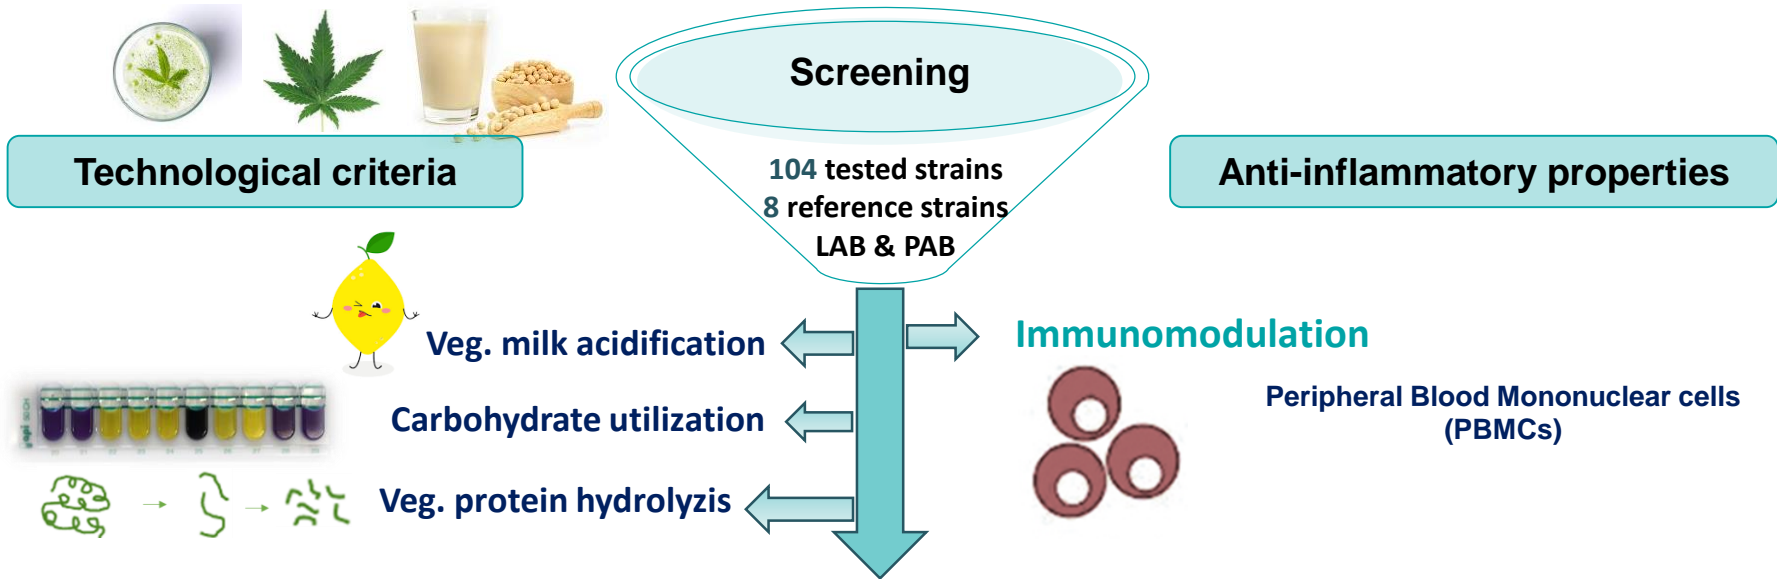 Screening
104 tested strains
8 reference strains
LAB & PAB
Technological criteria
Anti-inflammatory properties
Veg. milk acidification
Carbohydrate utilization
Veg. protein hydrolyzis
Immunomodulation
Peripheral Blood Mononuclear cells
(PBMCs)